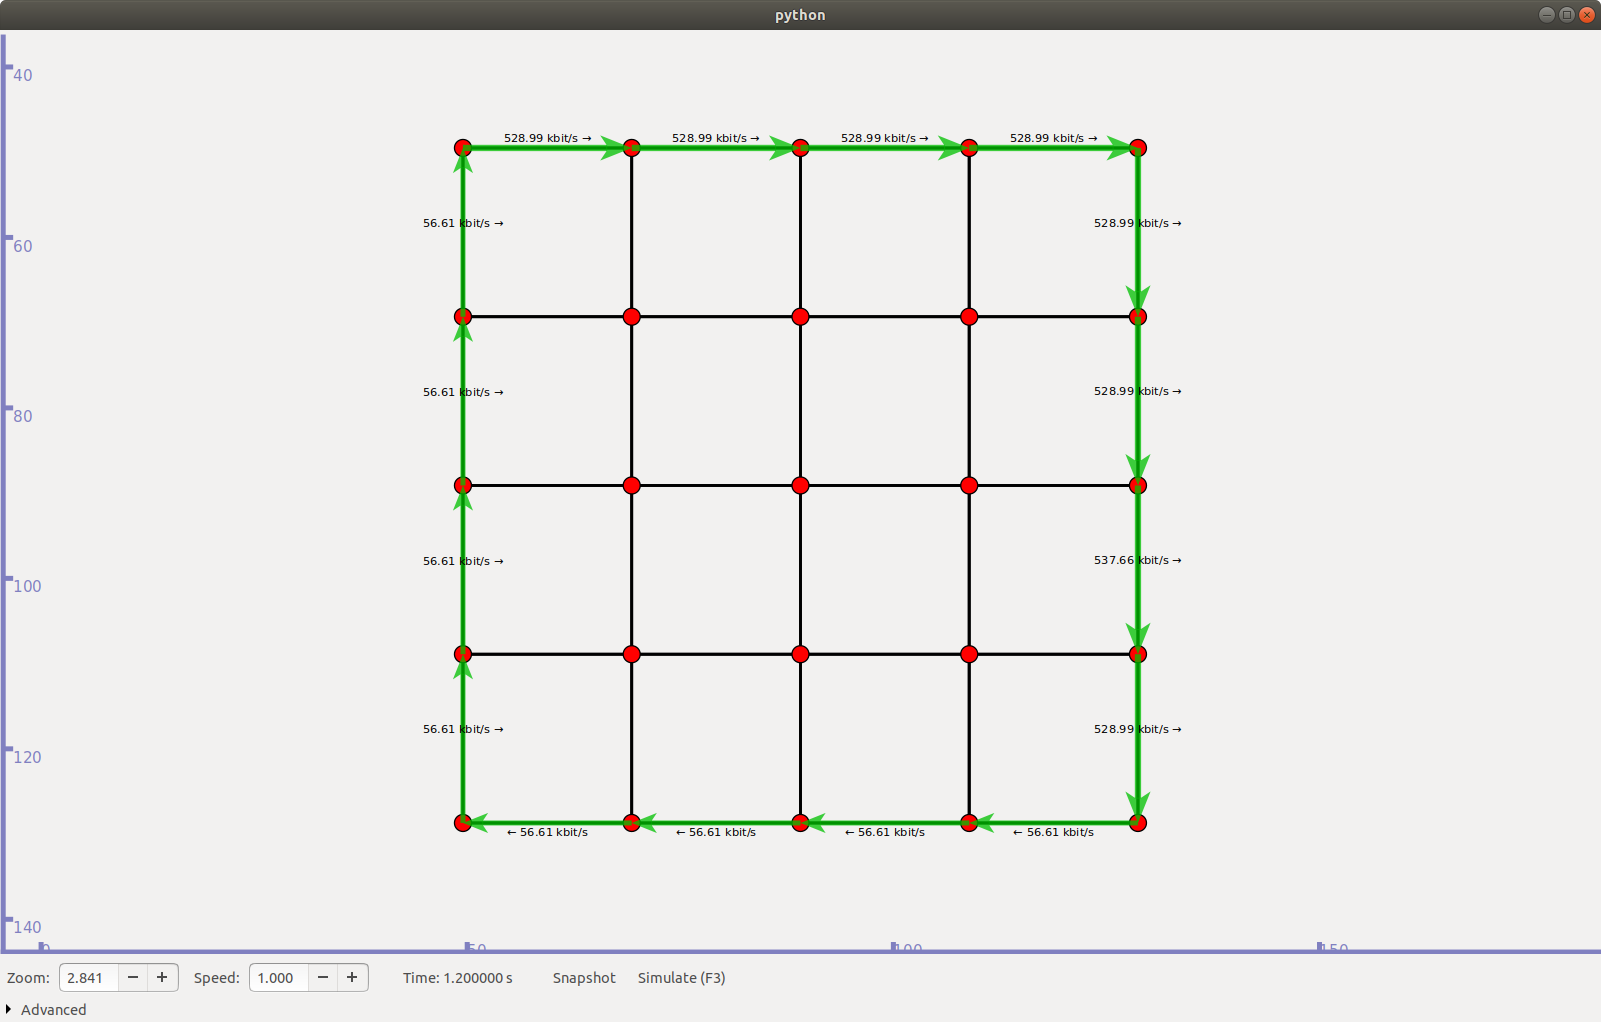 python
40
528.99 kbit/s → 528.99 kbit/s → 528.99 kbit/s → 528.99 kbit/s →
56.61 kbit/s → 528.99 kbit/s →
60
56.61 kbit/s → 528.99 kbit/s →
80
56.61 kbit/s → 537.66 kbit/s →
100
56.61 kbit/s → 528.99 kbit/s →
120
← 56.61 kbit/s ← 56.61 kbit/s ← 56.61 kbit/s ← 56.61 kbit/s
140
0 50 100 150
Zoom: 2.841 − + Speed: 1.000 − + Time: 1.200000 s Snapshot Simulate (F3)
Advanced